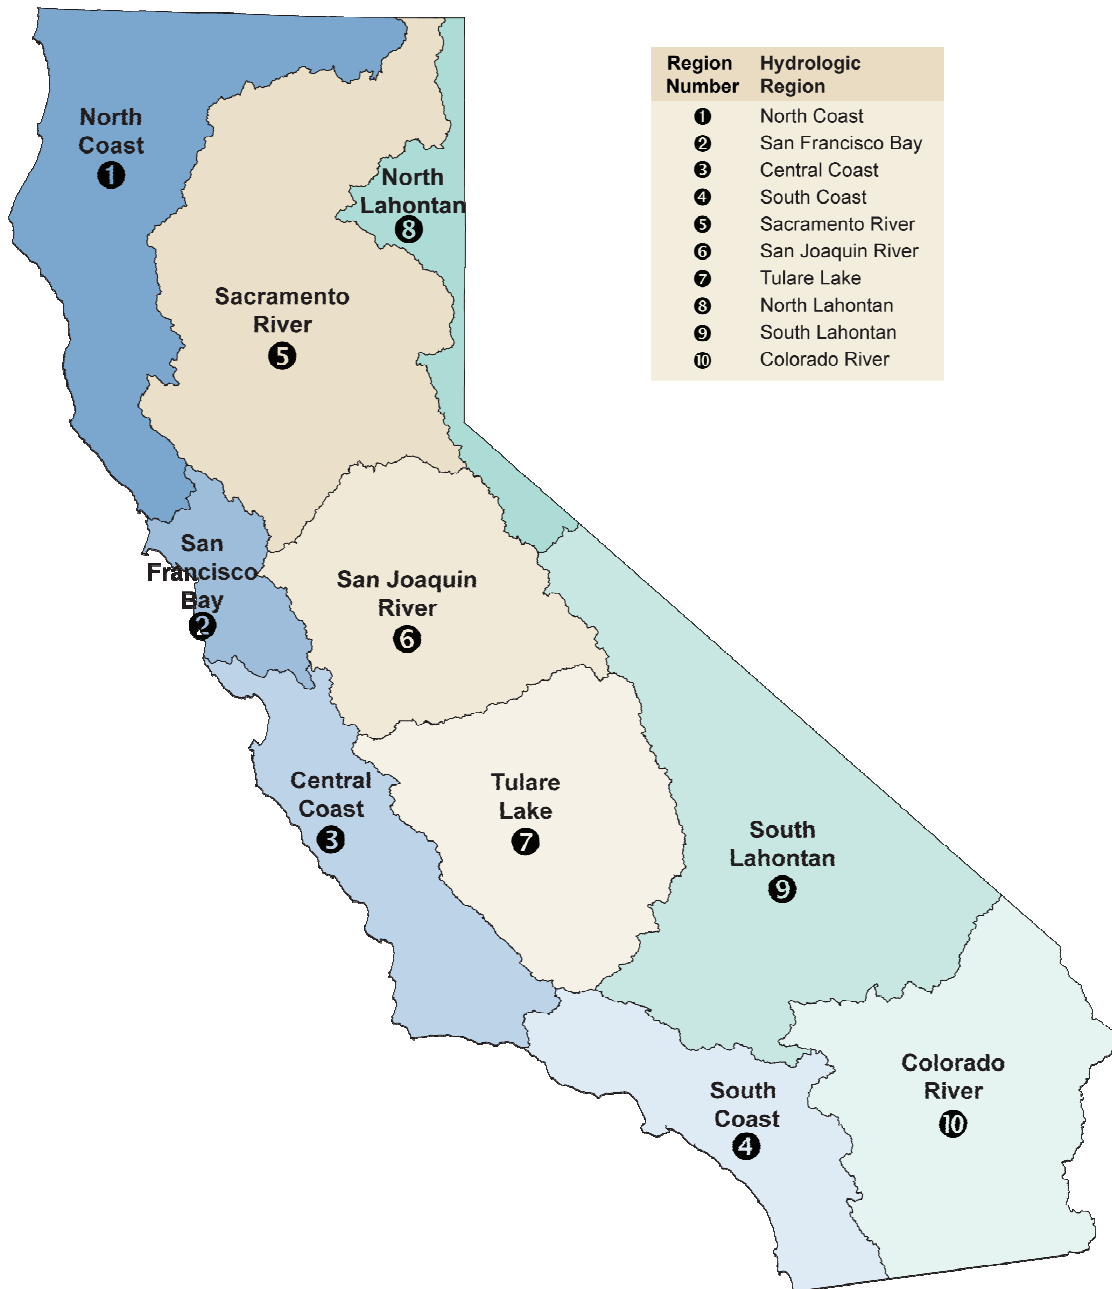 North
Coast
1
North
Lahontan
8
Sacramento
River
5
San
Francisco
Bay
2
San Joaquin
River
6
Central
Coast
3
Tulare
Lake
7
South
Lahontan
9
South
Coast
4
Colorado
River
10
Region Number Hydrologic Region
1 North Coast
2 San Francisco Bay
3 Central Coast
4 South Coast
5 Sacramento River
6 San Joaquin River
7 Tulare Lake
8 North Lahontan
9 South Lahontan
10 Colorado River